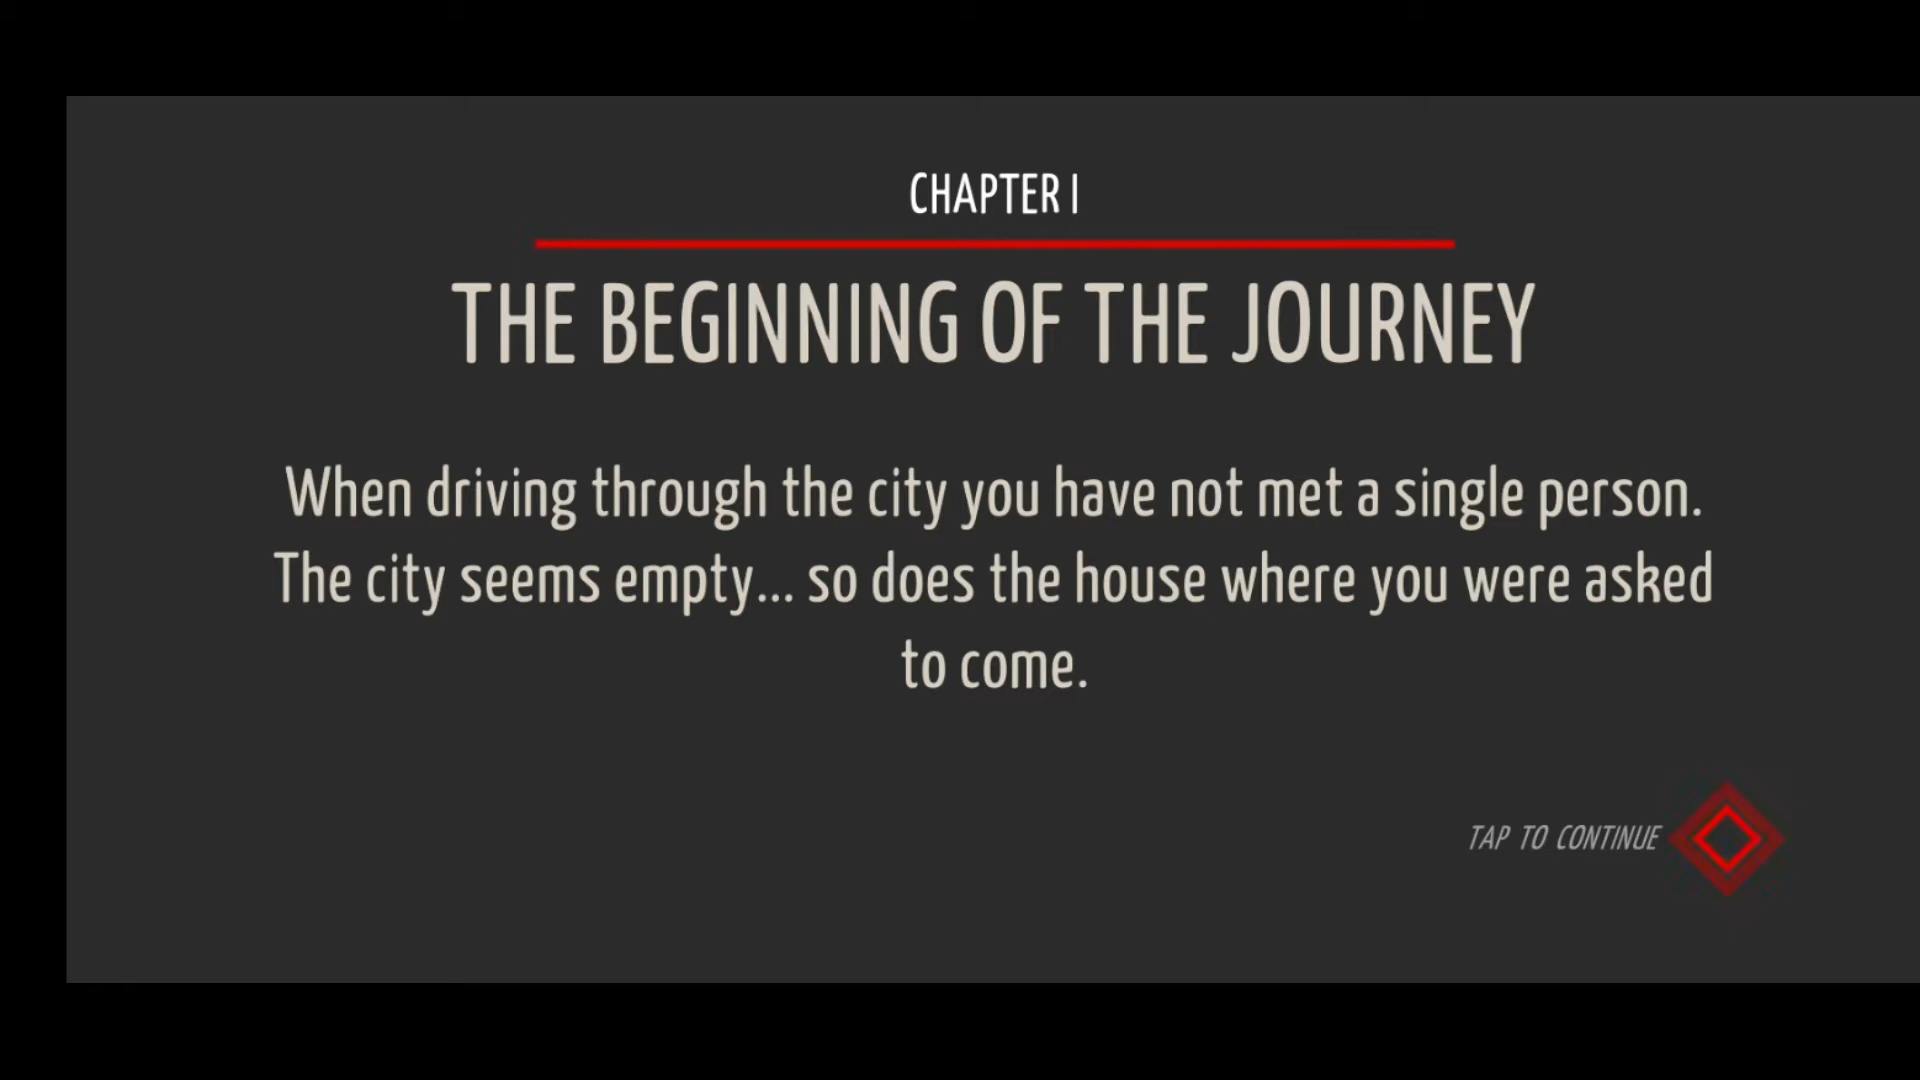 CHAPTER I
THE BEGINNING OF THE JOURNEY
When driving through the city you have not met a single person.
The city seems empty... so does the house where you were asked
to come.
TAP TO CONTINUE